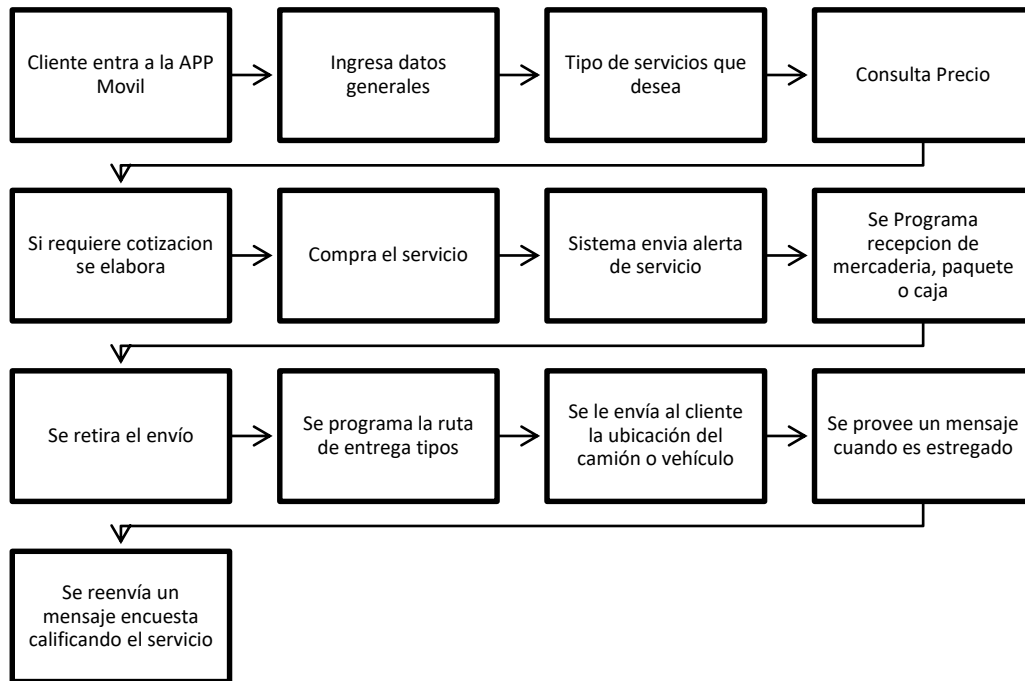 Cliente entra a la APP
Movil
Ingresa datos
generales
Tipo de servicios que
desea
Consulta Precio
Si requiere cotizacion
se elabora
Compra el servicio
Sistema envia alerta
de servicio
Se Programa
recepcion de
mercaderia, paquete
o caja
Se retira el envío
Se programa la ruta
de entrega tipos
Se le envía al cliente
la ubicación del
camión o vehículo
Se provee un mensaje
cuando es estregado
Se reenvía un
mensaje encuesta
calificando el servicio